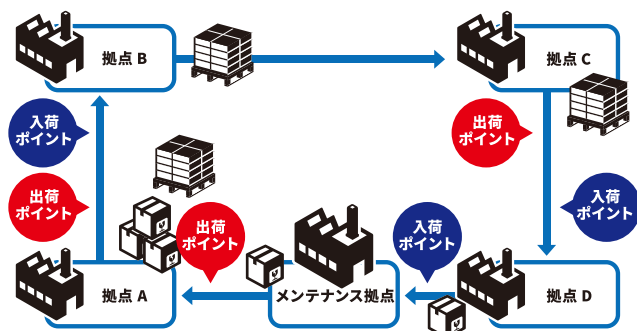 拠点 B
拠点 C
入荷
ポイント
出荷
ポイント
出荷
ポイント
入荷
ポイント
出荷
ポイント
入荷
ポイント
拠点 A
メンテナンス拠点
拠点 D